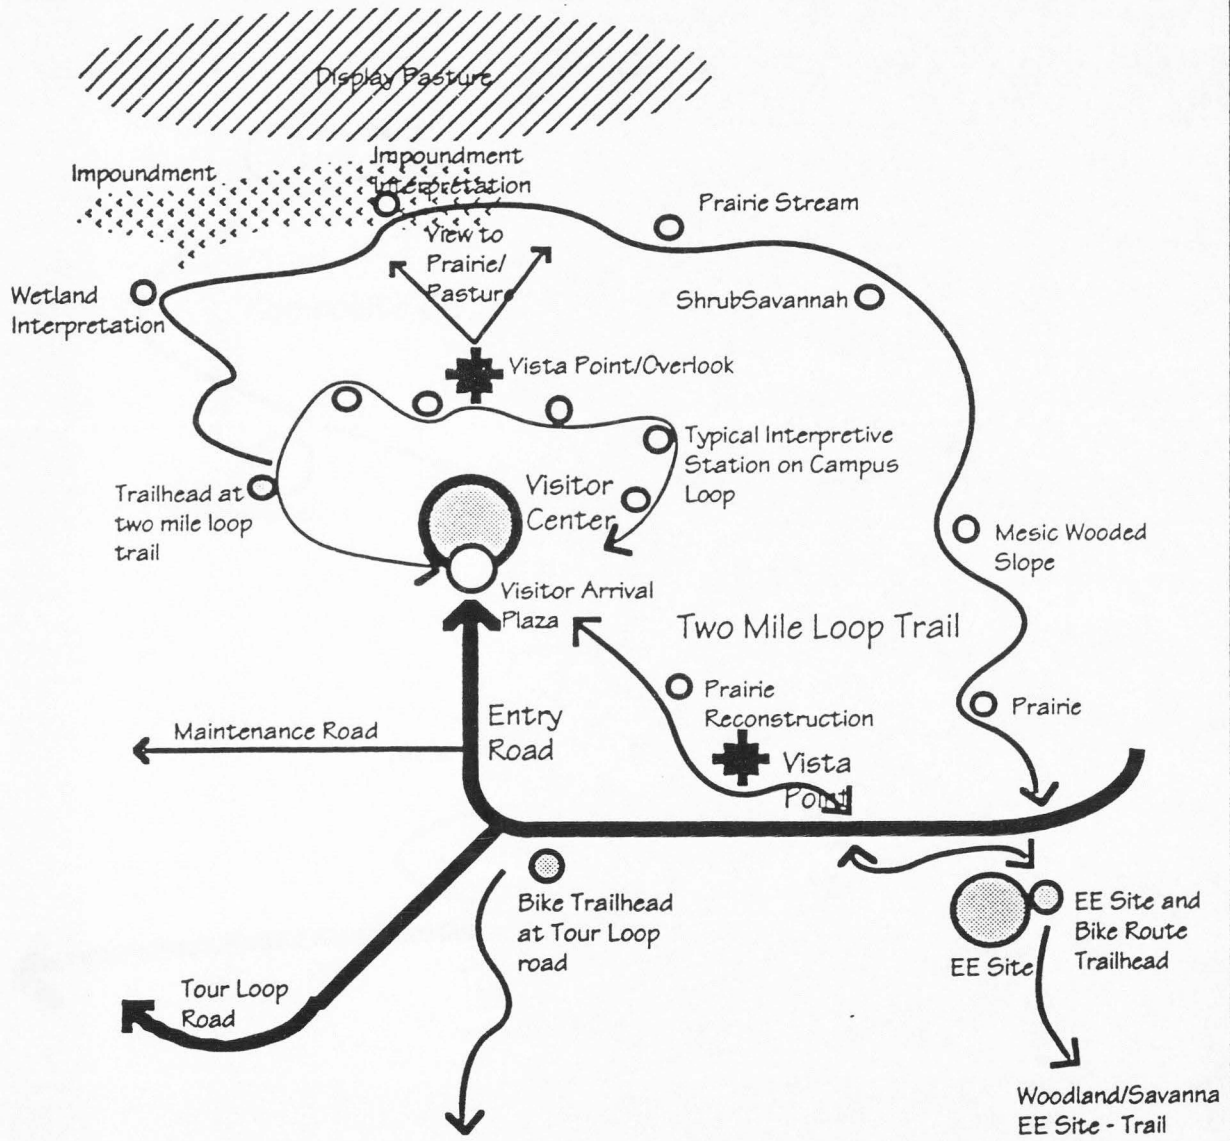 Display Pasture
Impoundment
Impoundment
Interpretation
Prairie Stream
View to
Prairie/
Pasture
Wetland
Interpretation
ShrubSavannah
Vista Point/Overlook
Typical Interpretive
Station on Campus
Loop
Visitor
Center
Trailhead at
two mile loop
trail
Mesic Wooded
Slope
Visitor Arrival
Plaza
Two Mile Loop Trail
Prairie
Reconstruction
Prairie
Entry
Road
Maintenance Road
Vista
Point
Bike Trailhead
at Tour Loop
road
EE Site and
Bike Route
Trailhead
EE Site
Tour Loop
Road
Woodland/Savanna
EE Site - Trail